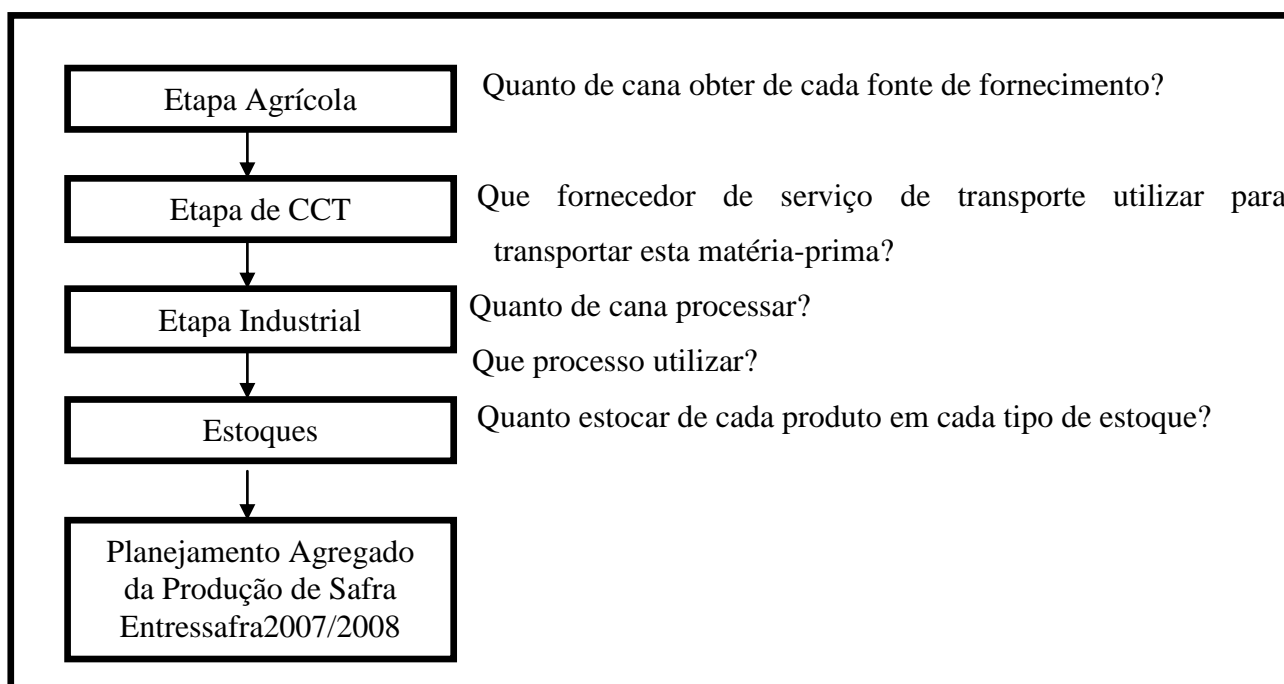 Etapa Agrícola
Quanto de cana obter de cada fonte de fornecimento?
Etapa de CCT
Que fornecedor de serviço de transporte utilizar para
transportar esta matéria-prima?
Etapa Industrial
Quanto de cana processar?
Que processo utilizar?
Estoques
Quanto estocar de cada produto em cada tipo de estoque?
Planejamento Agregado
da Produção de Safra
Entressafra2007/2008